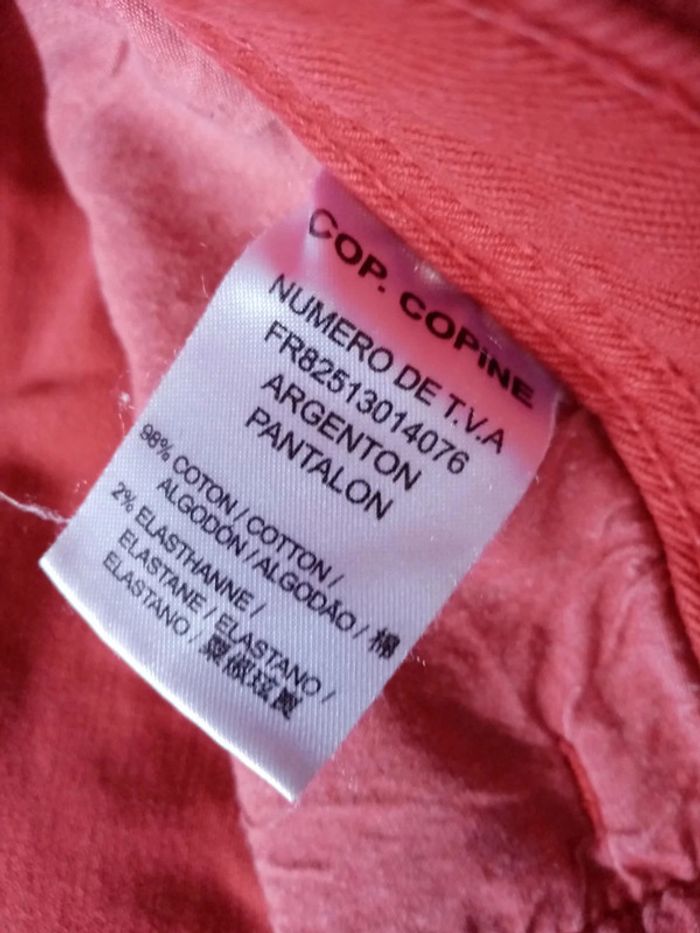 COP. COPiNE
NUMERO DE T.V.A
FR82513014076
ARGENTON
PANTALON
98% COTON / COTTON /
ALGODÓN / ALGODÃO / 棉
2% ELASTHANNE /
ELASTANE / ELASTANO /
ELASTANO /